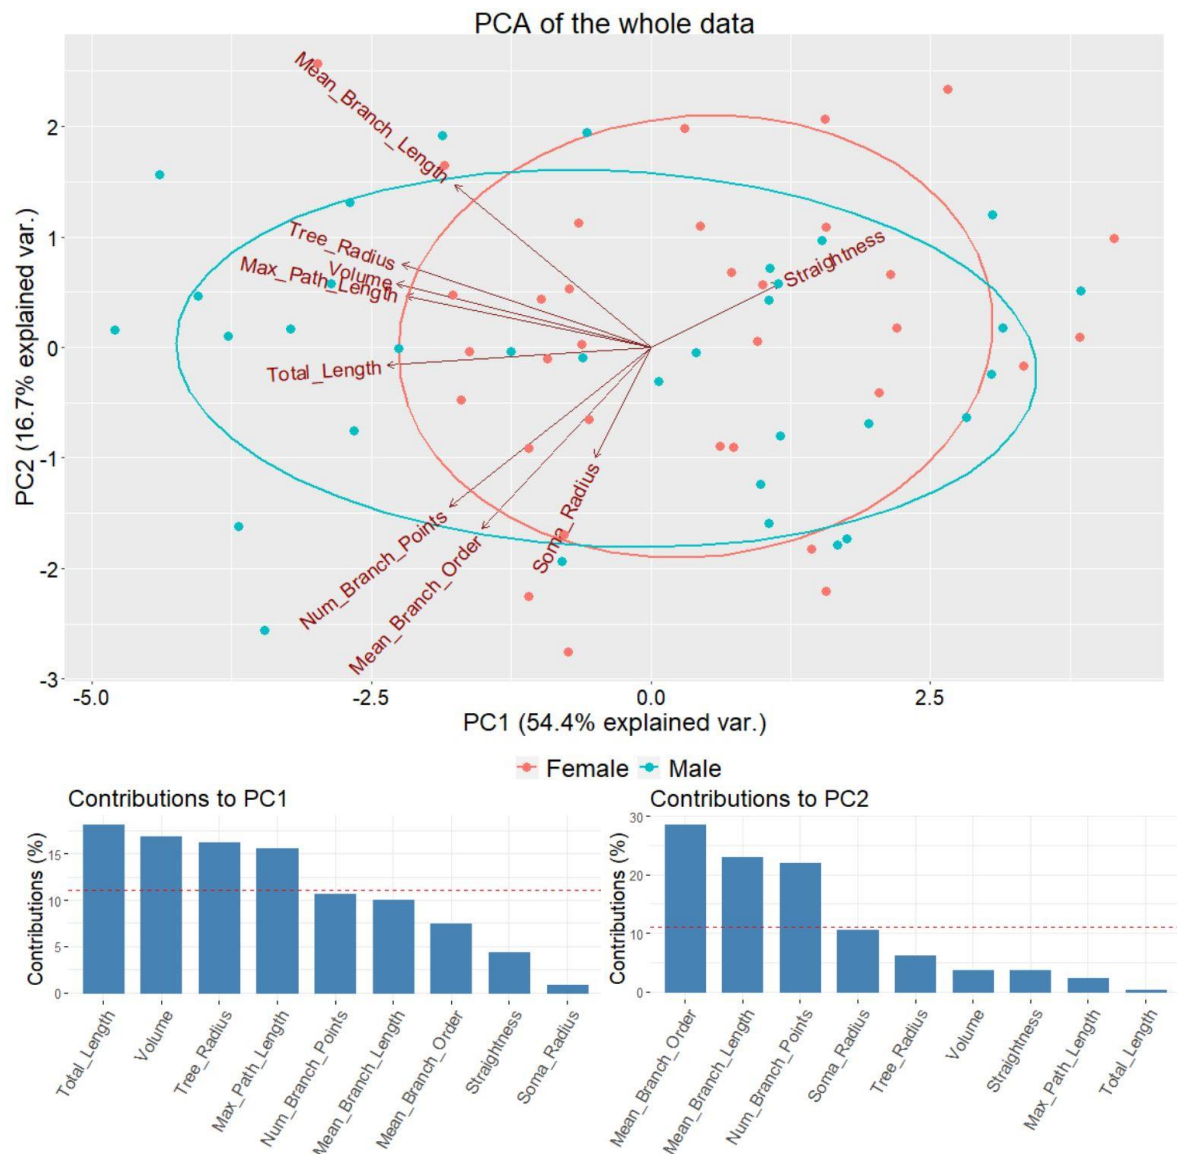 PCA of the whole data
PC2 (16.7% explained var.)
2
1
0
-1
-2
-3
Mean_Branch_Length
Tree_Radius
Volume
Max_Path_Length
Straightness
Total_Length
Num_Branch_Points
Mean_Branch_Order
Soma_Radius
-5.0
-2.5
0.0
2.5
PC1 (54.4% explained var.)
Female
Male
Contributions to PC1
Contributions (%)
15
10
5
0
Total_Length
Volume
Tree_Radius
Max_Path_Length
Num_Branch_Points
Mean_Branch_Length
Mean_Branch_Order
Straightness
Soma_Radius
Contributions to PC2
Contributions (%)
30
20
10
0
Mean_Branch_Order
Mean_Branch_Length
Num_Branch_Points
Soma_Radius
Tree_Radius
Volume
Straightness
Max_Path_Length
Total_Length